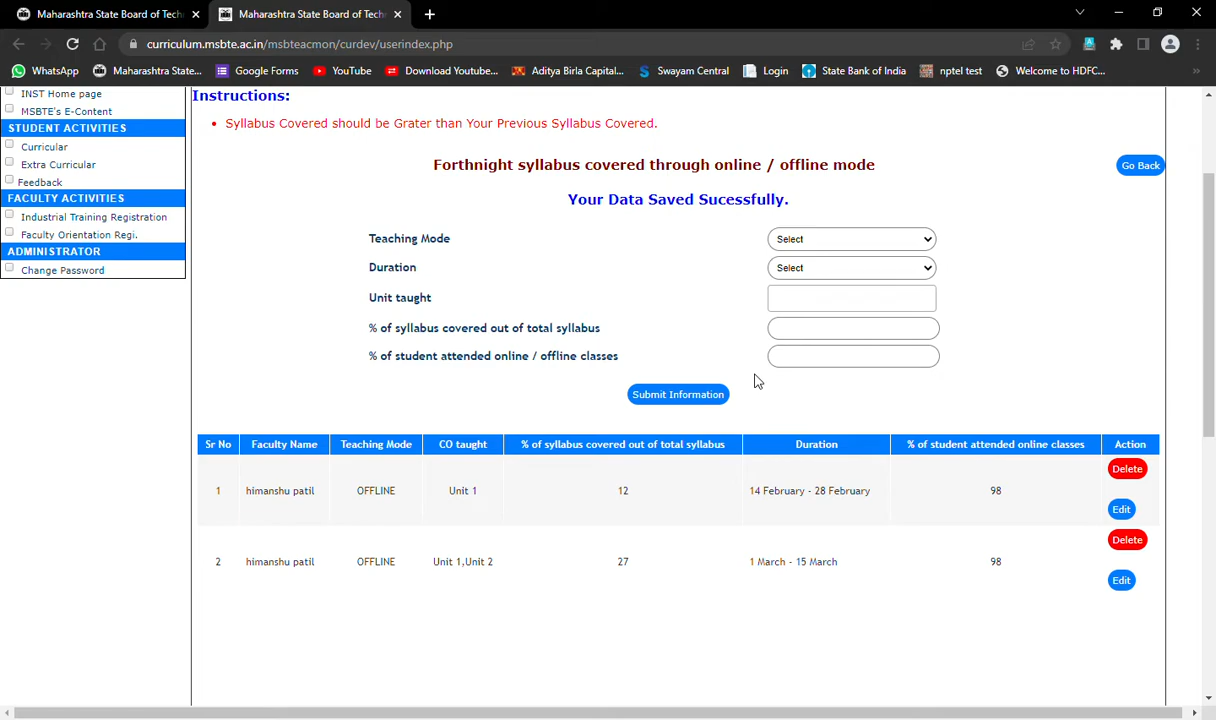 Maharashtra State Board of Techn
Maharashtra State Board of Techn
curriculum.msbte.ac.in/msbteacmon/curdev/userindex.php
WhatsApp
Maharashtra State...
Google Forms
YouTube
Download Youtube...
Aditya Birla Capital...
Swayam Central
Login
State Bank of India
nptel test
Welcome to HDFC...
INST Home page
MSBTE's E-Content
STUDENT ACTIVITIES
Curricular
Extra Curricular
Feedback
FACULTY ACTIVITIES
Industrial Training Registration
Faculty Orientation Regi.
ADMINISTRATOR
Change Password
Instructions:
Syllabus Covered should be Grater than Your Previous Syllabus Covered.
Forthnight syllabus covered through online / offline mode
Go Back
Your Data Saved Sucessfully.
Teaching Mode Select
Duration Select
Unit taught
% of syllabus covered out of total syllabus
% of student attended online / offline classes
Submit Information
Sr No Faculty Name Teaching Mode CO taught % of syllabus covered out of total syllabus Duration % of student attended online classes Action
Delete
1 himanshu patil OFFLINE Unit 1 12 14 February - 28 February 98
Edit
Delete
2 himanshu patil OFFLINE Unit 1,Unit 2 27 1 March - 15 March 98
Edit